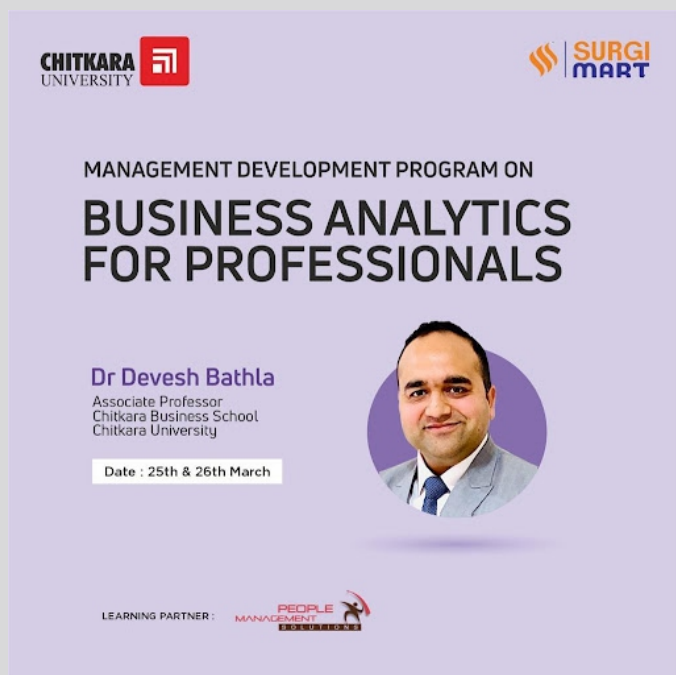 CHITKARA
UNIVERSITY
SURGI
MART
MANAGEMENT DEVELOPMENT PROGRAM ON
BUSINESS ANALYTICS
FOR PROFESSIONALS
Dr Devesh Bathla
Associate Professor
Chitkara Business School
Chitkara University
Date : 25th & 26th March
LEARNING PARTNER :
PEOPLE
MANAGEMENT
SOLUTIONS